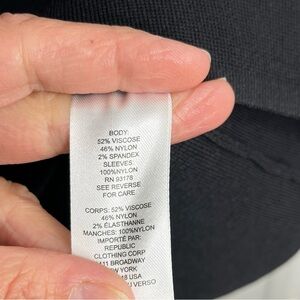 BODY:
52% VISCOSE
46% NYLON
2% SPANDEX
SLEEVES
100%NYLON
RN 93178
SEE REVERSE
FOR CARE
CORPS: 52% VISCOSE
46% NYLON
2% ÉLASTHANNE
MANCHES: 100%NYLON
IMPORTÉ PAR:
REPUBLIC
CLOTHING CORP
BROADWAY
YORK
USA
VERSO